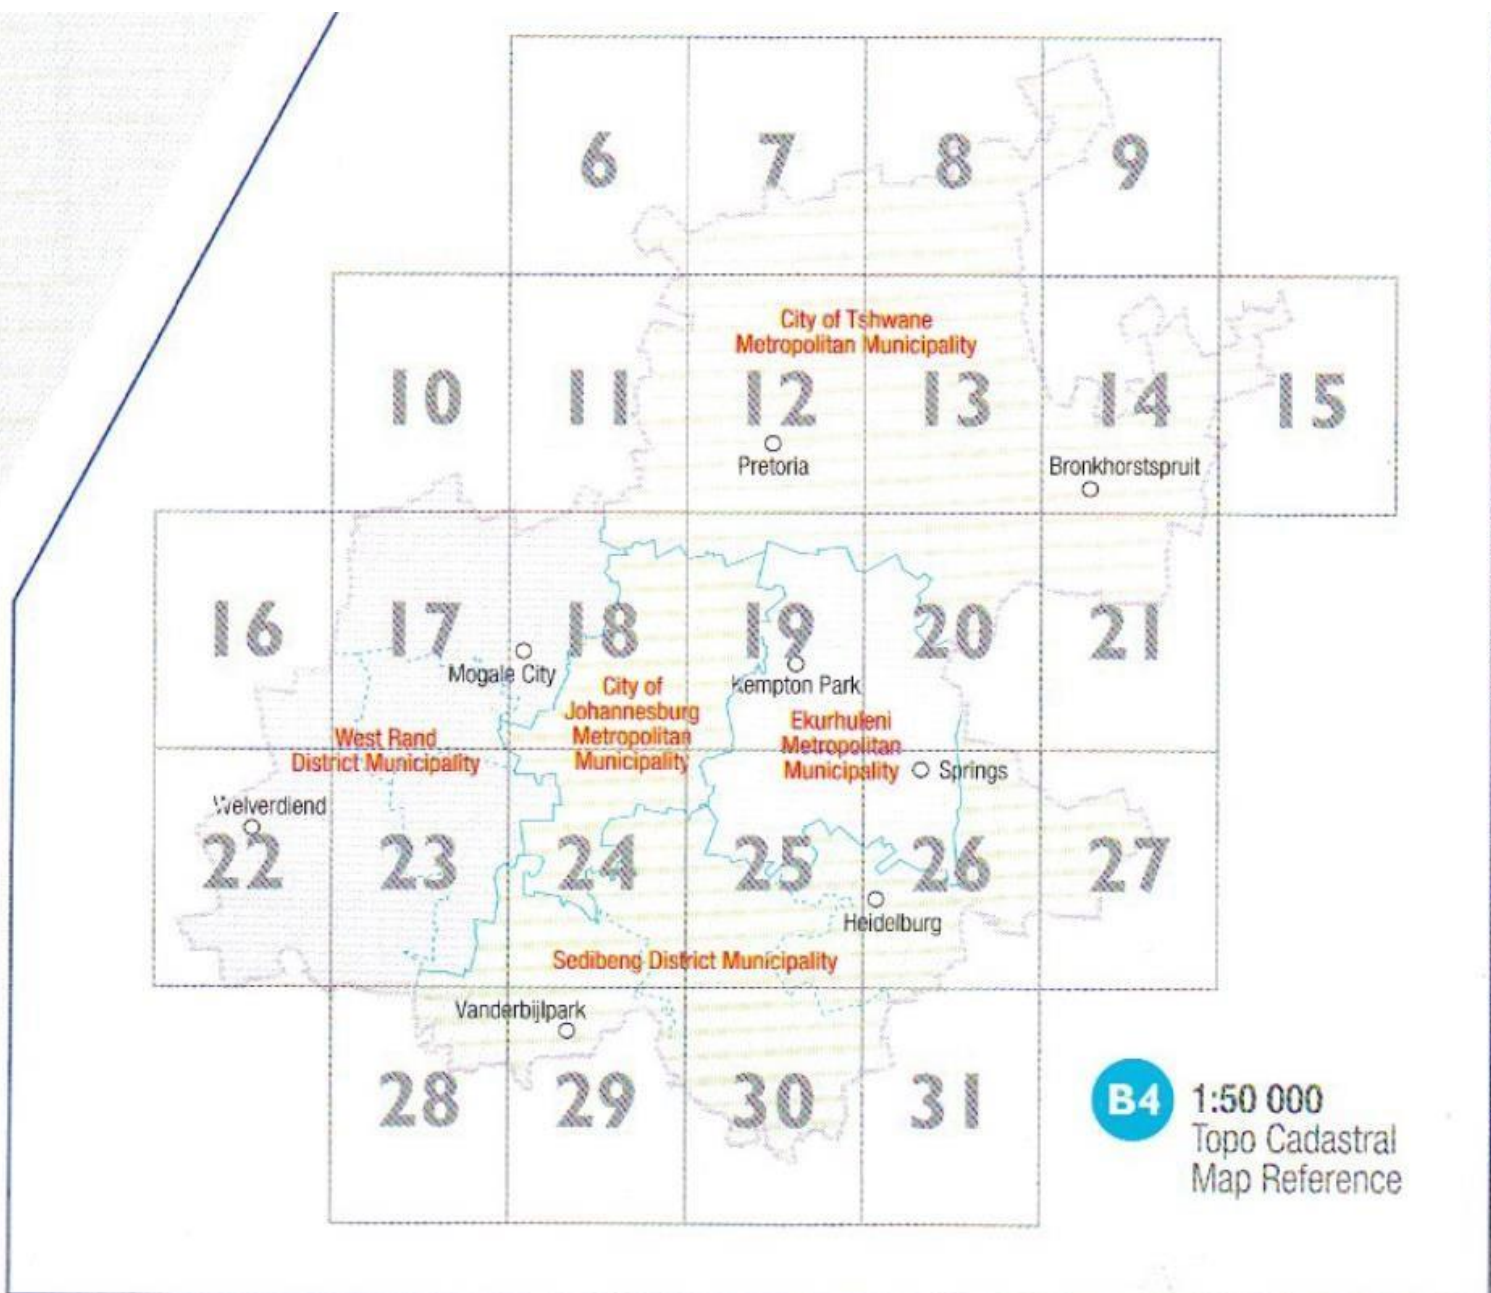 6 7 8 9
City of Tshwane
Metropolitan Municipality
10 11 12 13 14 15
Pretoria
Bronkhorstspruit
16 17 18 19 20 21
Mogale City
Kempton Park
City of
Johannesburg
Metropolitan
Municipality
Ekurhuleni
Metropolitan
Municipality
West Rand
District Municipality
Springs
Welverdiend
22 23 24 25 26 27
Heidelburg
Sedibeng District Municipality
Vanderbijlpark
28 29 30 31
B4
1:50 000
Topo Cadastral
Map Reference